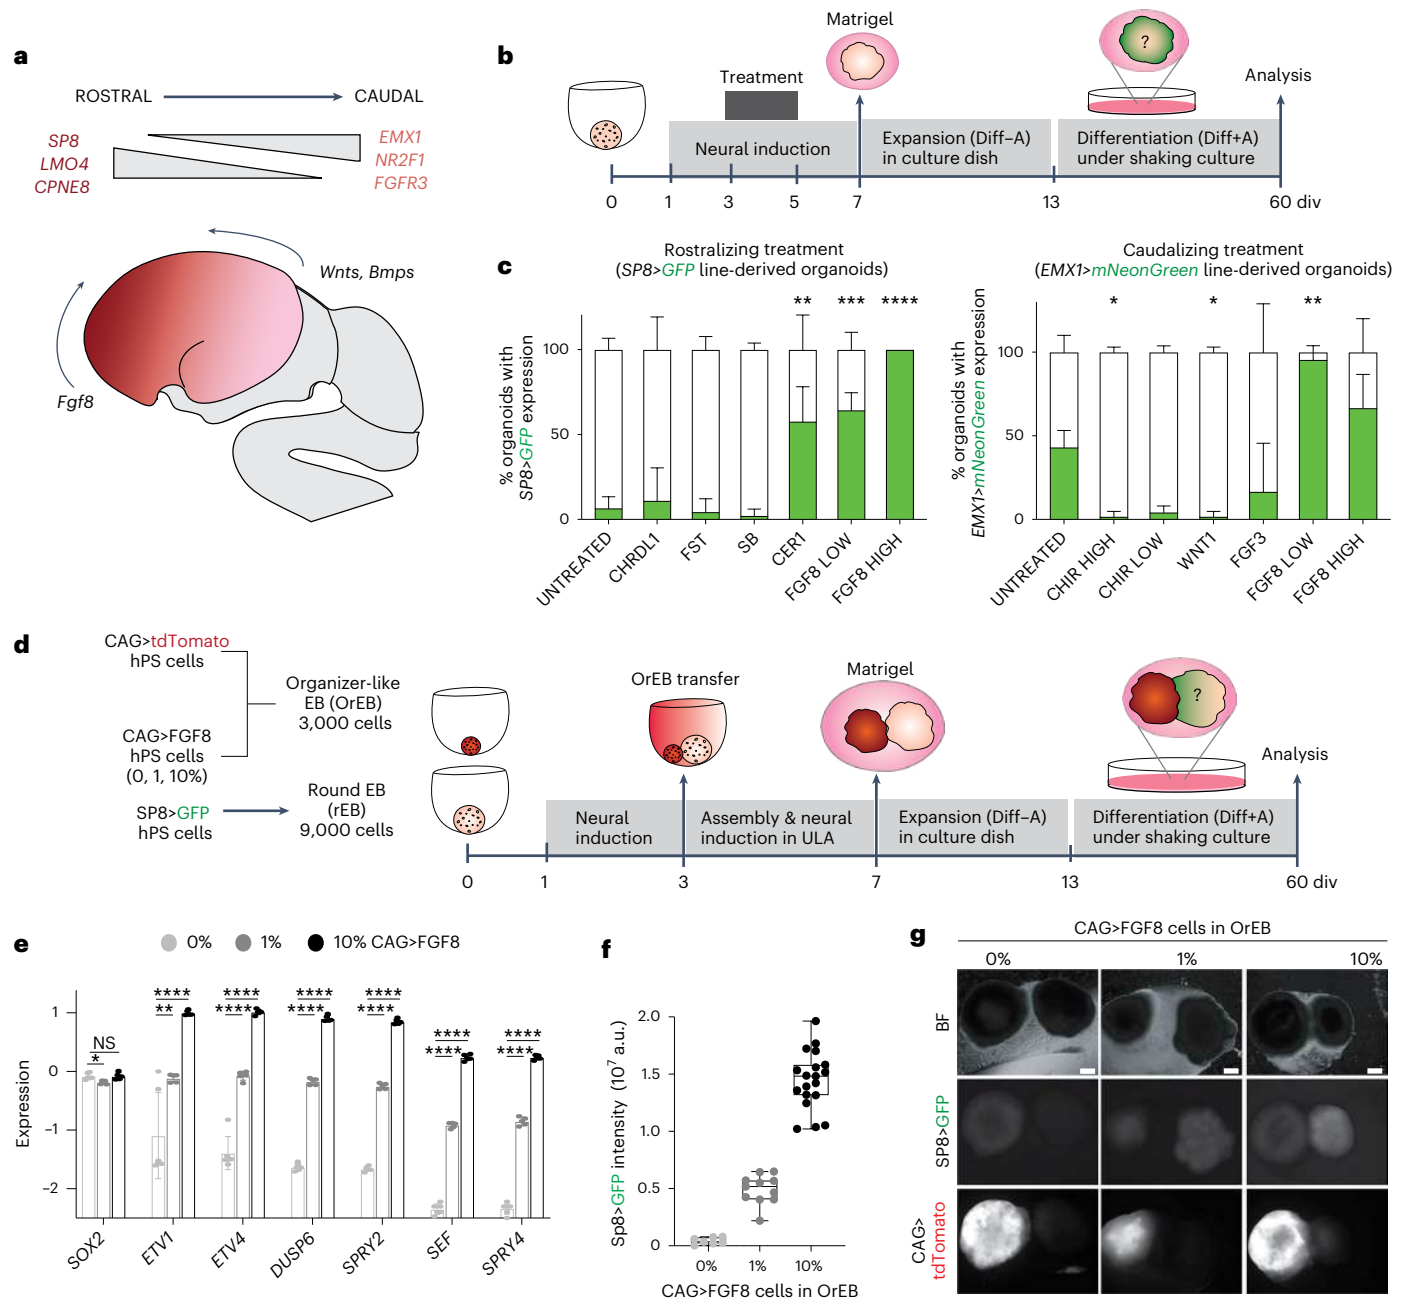 a
ROSTRAL
CAUDAL
SP8
LMO4
CPNE8
EMX1
NR2F1
FGFR3
Wnts, Bmps
Fgf8
b
Matrigel
?
Treatment
Analysis
Neural induction
Expansion (Diff–A)
in culture dish
Differentiation (Diff+A)
under shaking culture
0
1
3
5
7
13
60 div
c
Rostralizing treatment
(SP8>GFP line-derived organoids)
% organoids with
SP8>GFP expression
100
50
0
**
***
****
UNTREATED
CHRDL1
FST
SB
CER1
FGF8 LOW
FGF8 HIGH
Caudalizing treatment
(EMX1>mNeonGreen line-derived organoids)
% organoids with
EMX1>mNeonGreen expression
100
50
0
*
*
**
UNTREATED
CHIR HIGH
CHIR LOW
WNT1
FGF3
FGF8 LOW
FGF8 HIGH
d
CAG>tdTomato
hPS cells
CAG>FGF8
hPS cells
(0, 1, 10%)
SP8>GFP
hPS cells
Organizer-like
EB (OrEB)
3,000 cells
Round EB
(rEB)
9,000 cells
OrEB transfer
Matrigel
?
Analysis
Neural
induction
Assembly & neural
induction in ULA
Expansion (Diff–A)
in culture dish
Differentiation (Diff+A)
under shaking culture
0
1
3
7
13
60 div
e
0%
1%
10% CAG>FGF8
Expression
1
0
–1
–2
NS
*
****
**
****
****
****
****
****
****
****
****
****
****
SOX2
ETV1
ETV4
DUSP6
SPRY2
SEF
SPRY4
f
Sp8>GFP intensity (10⁷ a.u.)
2.0
1.5
1.0
0.5
0
0%
1%
10%
CAG>FGF8 cells in OrEB
g
CAG>FGF8 cells in OrEB
0%
1%
10%
BF
SP8>GFP
CAG>
tdTomato